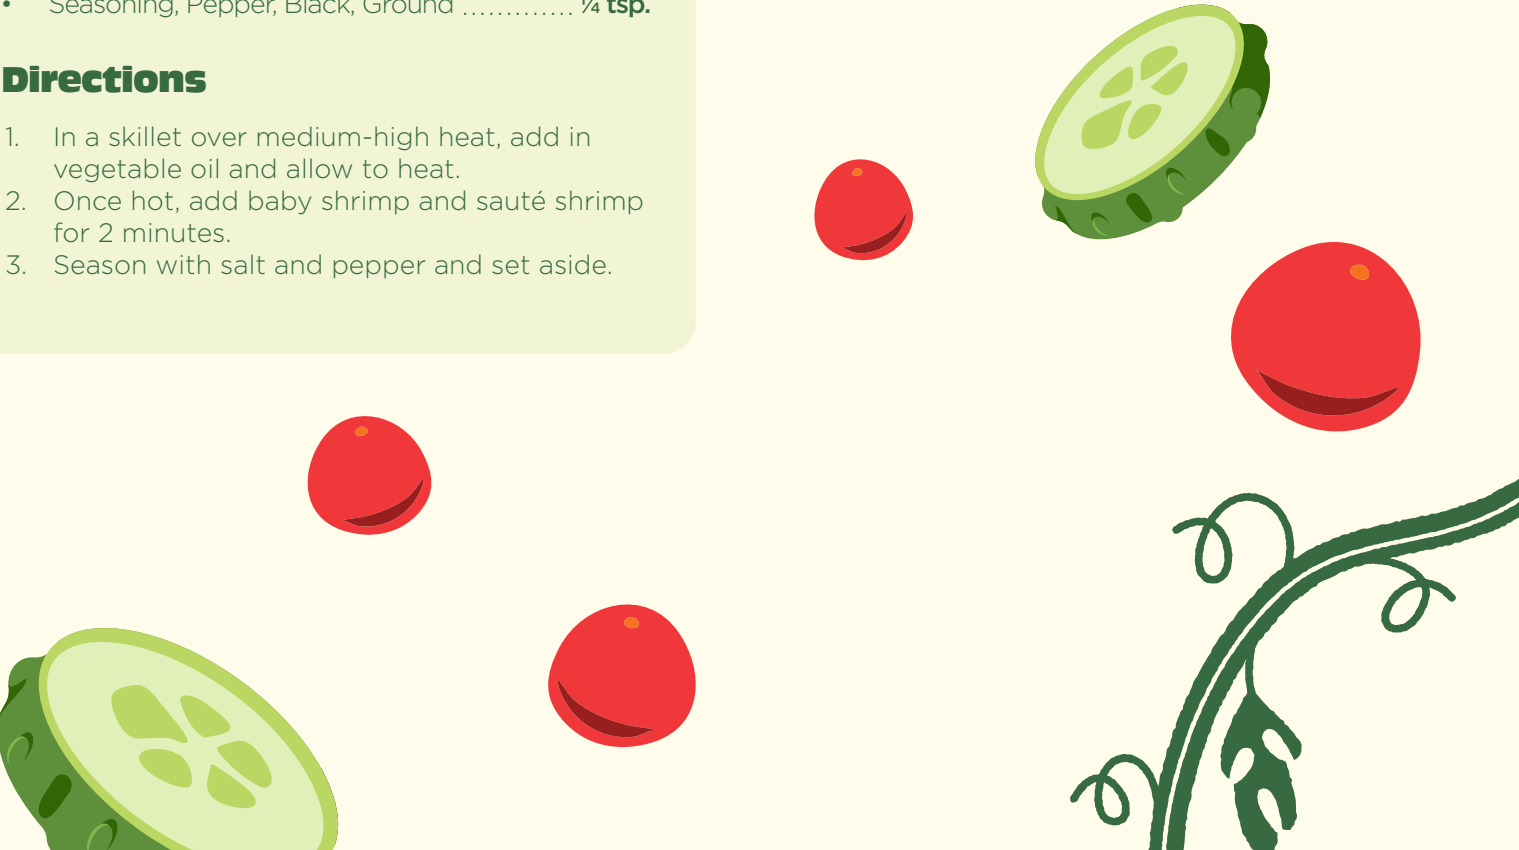 • Seasoning, Pepper, Black, Ground ............. ¼ tsp.
Directions
1. In a skillet over medium-high heat, add in
vegetable oil and allow to heat.
2. Once hot, add baby shrimp and sauté shrimp
for 2 minutes.
3. Season with salt and pepper and set aside.